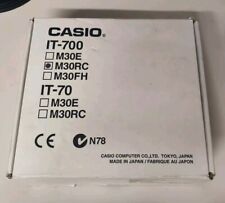 CASIO®
IT-700
M30E
M30RC
M30FH
IT-70
M30E
M30RC
CE N78
CASIO COMPUTER CO.,LTD. TOKYO, JAPAN
MADE IN JAPAN / FABRIQUE AU JAPON